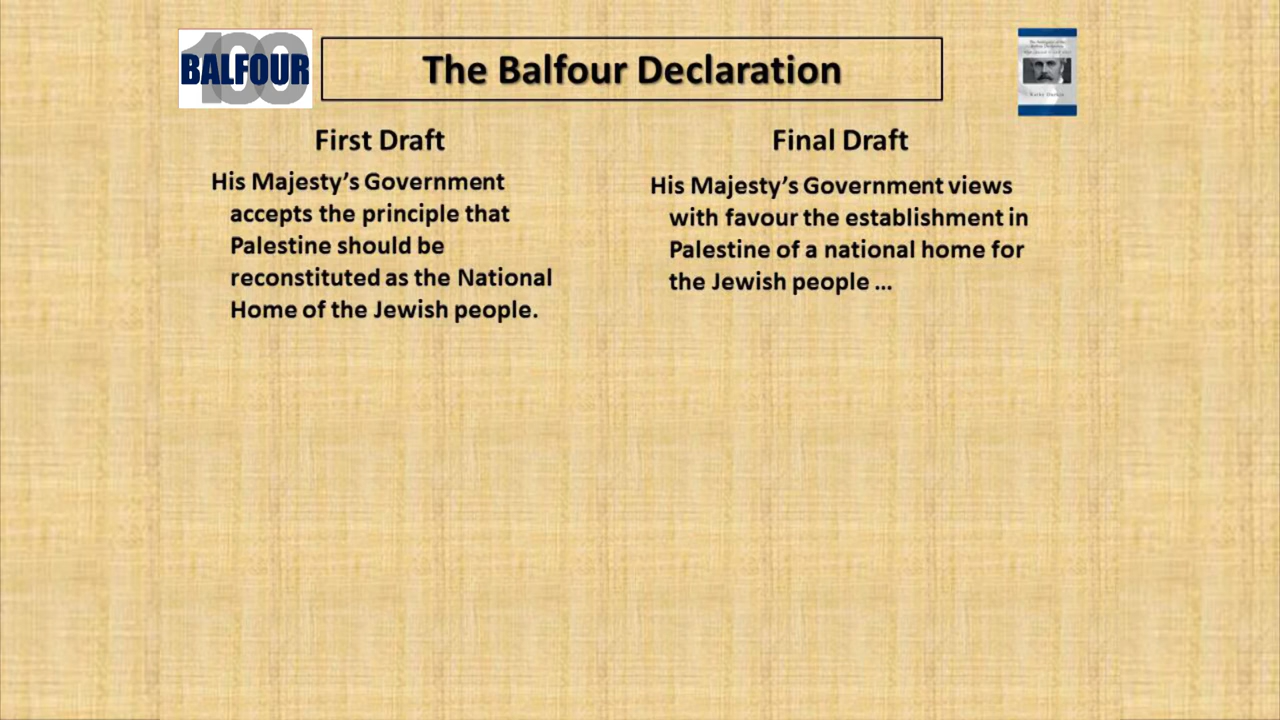 100
BALFOUR
The Balfour Declaration
First Draft
His Majesty’s Government
accepts the principle that
Palestine should be
reconstituted as the National
Home of the Jewish people.
Final Draft
His Majesty’s Government views
with favour the establishment in
Palestine of a national home for
the Jewish people ...